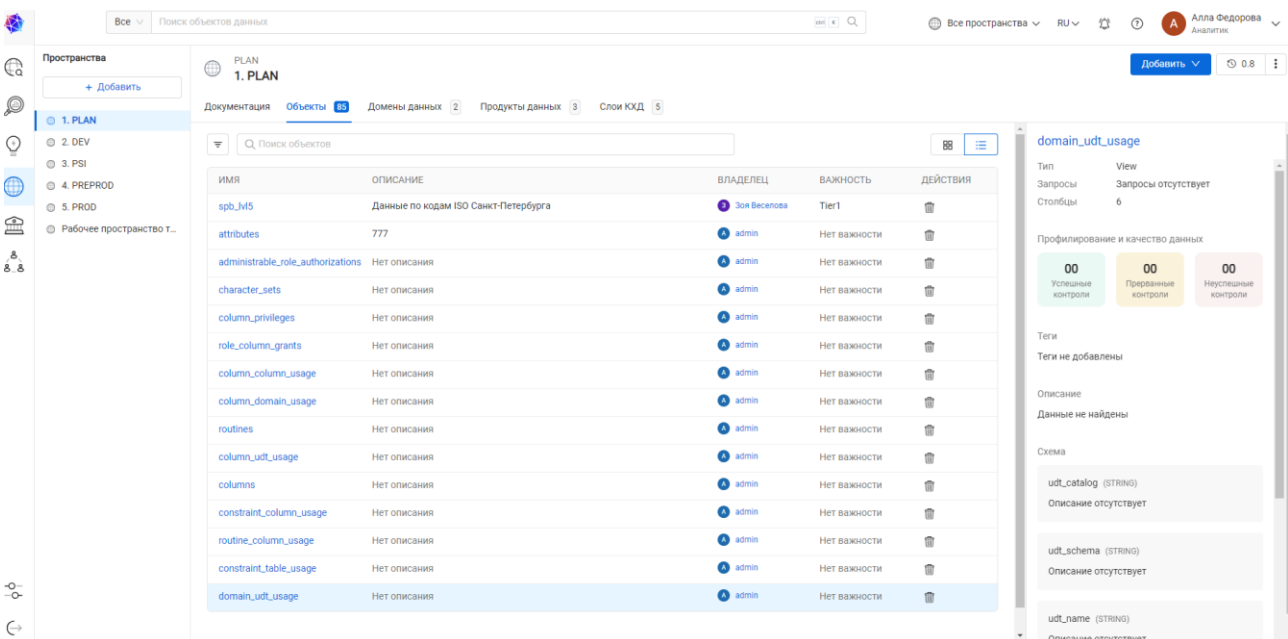 Все Поиск объектов данных ctrl K Все пространства RU А Алла Федорова
Аналитик
Пространства
+ Добавить
1. PLAN
2. DEV
3. PSI
4. PREPROD
5. PROD
Рабочее пространство т...
PLAN
1. PLAN
Добавить 0.8
Документация Объекты 85 Домены данных 2 Продукты данных 3 Слои КХД 5
Поиск объектов
ИМЯ ОПИСАНИЕ ВЛАДЕЛЕЦ ВАЖНОСТЬ ДЕЙСТВИЯ
spb_lvl5 Данные по кодам ISO Санкт-Петербурга З Зоя Веселова Tier1
attributes 777 A admin Нет важности
administrable_role_authorizations Нет описания A admin Нет важности
character_sets Нет описания A admin Нет важности
column_privileges Нет описания A admin Нет важности
role_column_grants Нет описания A admin Нет важности
column_column_usage Нет описания A admin Нет важности
column_domain_usage Нет описания A admin Нет важности
routines Нет описания A admin Нет важности
column_udt_usage Нет описания A admin Нет важности
columns Нет описания A admin Нет важности
constraint_column_usage Нет описания A admin Нет важности
routine_column_usage Нет описания A admin Нет важности
constraint_table_usage Нет описания A admin Нет важности
domain_udt_usage Нет описания A admin Нет важности
domain_udt_usage
Тип View
Запросы Запросы отсутствует
Столбцы 6
Профилирование и качество данных
00 00 00
Успешные Прерванные Неуспешные
контроли контроли контроли
Теги
Теги не добавлены
Описание
Данные не найдены
Схема
udt_catalog (STRING)
Описание отсутствует
udt_schema (STRING)
Описание отсутствует
udt_name (STRING)
Описание отсутствует